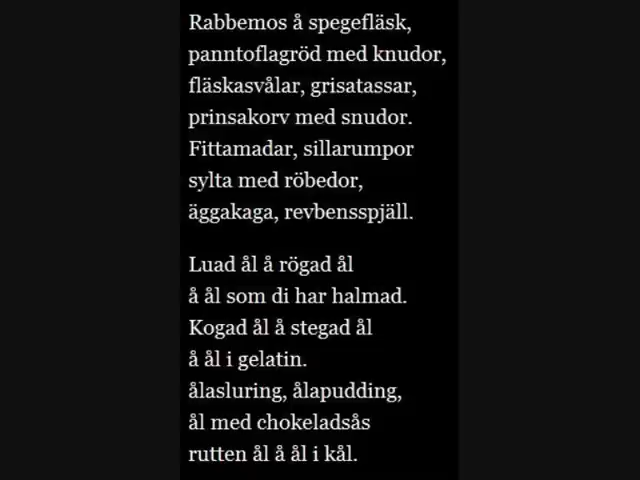 Rabbemos å spegefläsk,
panntoflagröd med knudor,
fläskasvålar, grisatassar,
prinsakorv med snudor.
Fittamadar, sillarumpor
sylta med röbedor,
äggakaga, revbensspjäll.
Luad ål å rögad ål
å ål som di har halmad.
Kogad ål å stegad ål
å ål i gelatin.
ålasluring, ålapudding,
ål med chokeladsås
rutten ål å ål i kål.